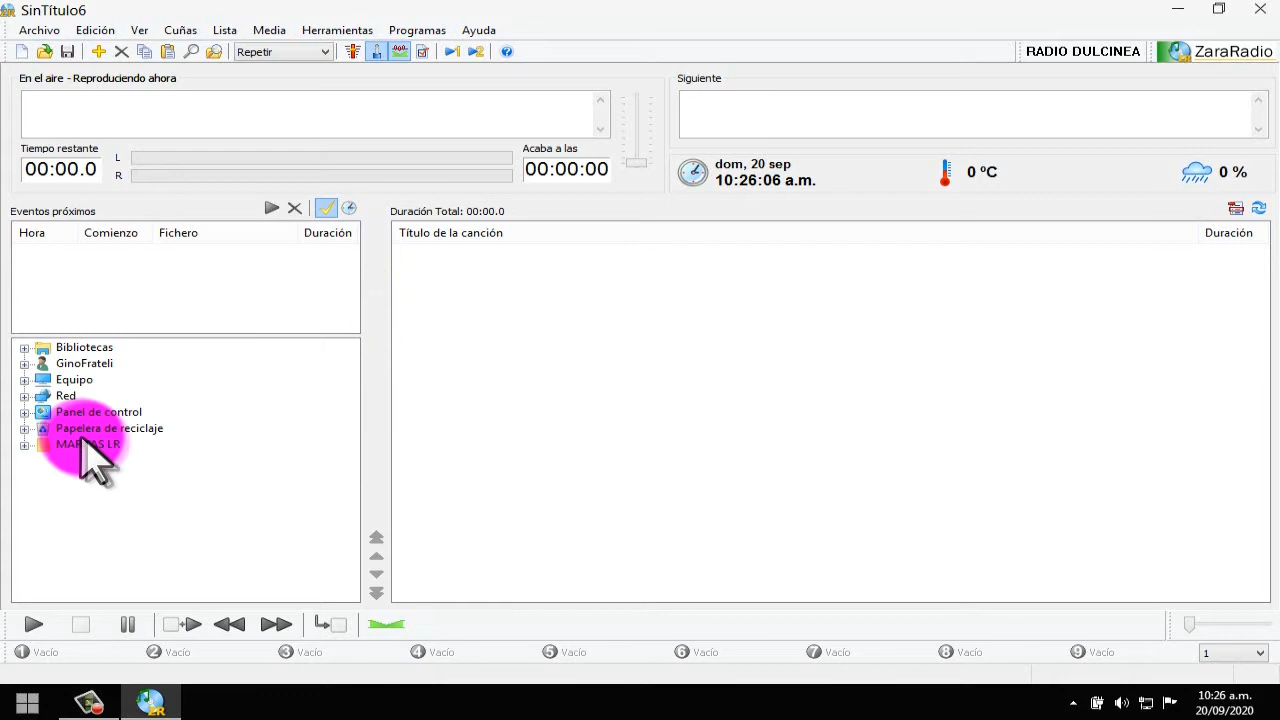 SinTítulo6
Archivo Edición Ver Cuñas Lista Media Herramientas Programas Ayuda
Repetir RADIO DULCINEA ZaraRadio
En el aire - Reproduciendo ahora
Siguiente
Tiempo restante
00:00.0
L
R
Acaba a las
00:00:00
dom, 20 sep
10:26:06 a.m.
0 ºC
0 %
Eventos próximos
Hora Comienzo Fichero Duración
Duración Total: 00:00.0
Título de la canción Duración
Bibliotecas
GinoFrateli
Equipo
Red
Panel de control
Papelera de reciclaje
LR
1 Vacío 2 Vacío 3 Vacío 4 Vacío 5 Vacío 6 Vacío 7 Vacío 8 Vacío 9 Vacío 1
10:26 a.m.
20/09/2020